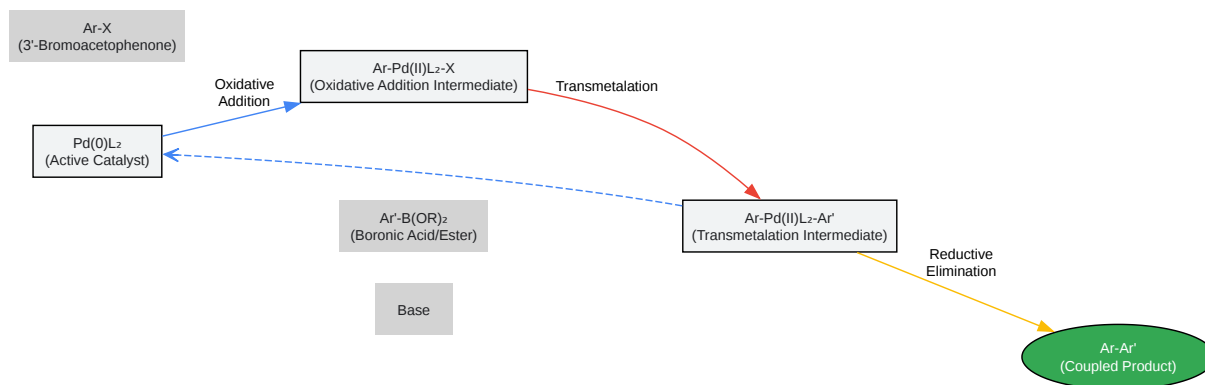 Ar-X
(3'-Bromoacetophenone)
Oxidative
Addition
Ar-Pd(II)L₂-X
(Oxidative Addition Intermediate)
Transmetalation
Pd(0)L₂
(Active Catalyst)
Ar'-B(OR)₂
(Boronic Acid/Ester)
Ar-Pd(II)L₂-Ar'
(Transmetalation Intermediate)
Reductive
Elimination
Base
Ar-Ar'
(Coupled Product)